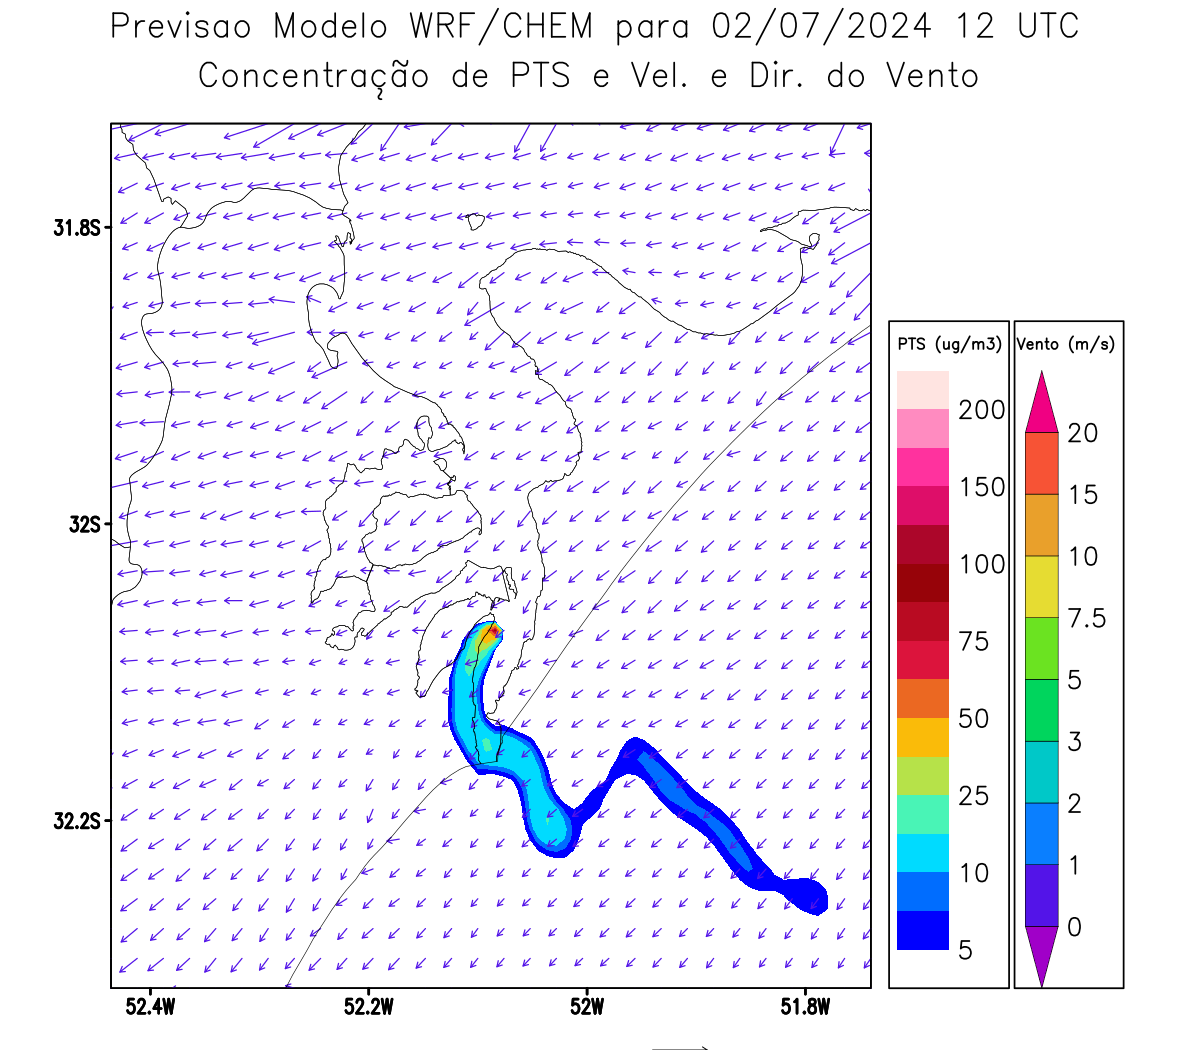 Previsao Modelo WRF/CHEM para 02/07/2024 12 UTC
Concentração de PTS e Vel. e Dir. do Vento
31.8S
32S
32.2S
52.4W
52.2W
52W
51.8W
PTS (ug/m3)
200
150
100
75
50
25
10
5
Vento (m/s)
20
15
10
7.5
5
3
2
1
0